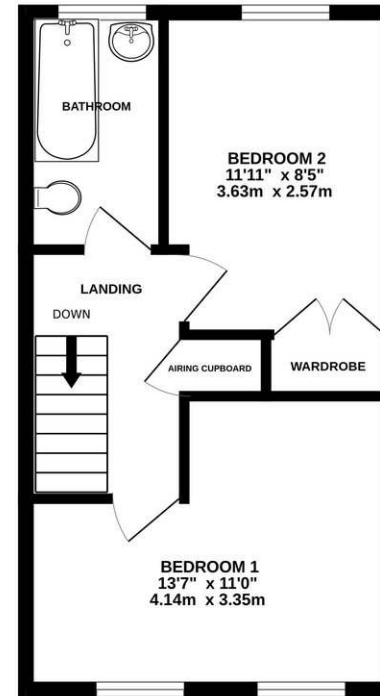 BATHROOM
BEDROOM 2
11'11" x 8'5"
3.63m x 2.57m
LANDING
DOWN
AIRING CUPBOARD
WARDROBE
BEDROOM 1
13'7" x 11'0"
4.14m x 3.35m